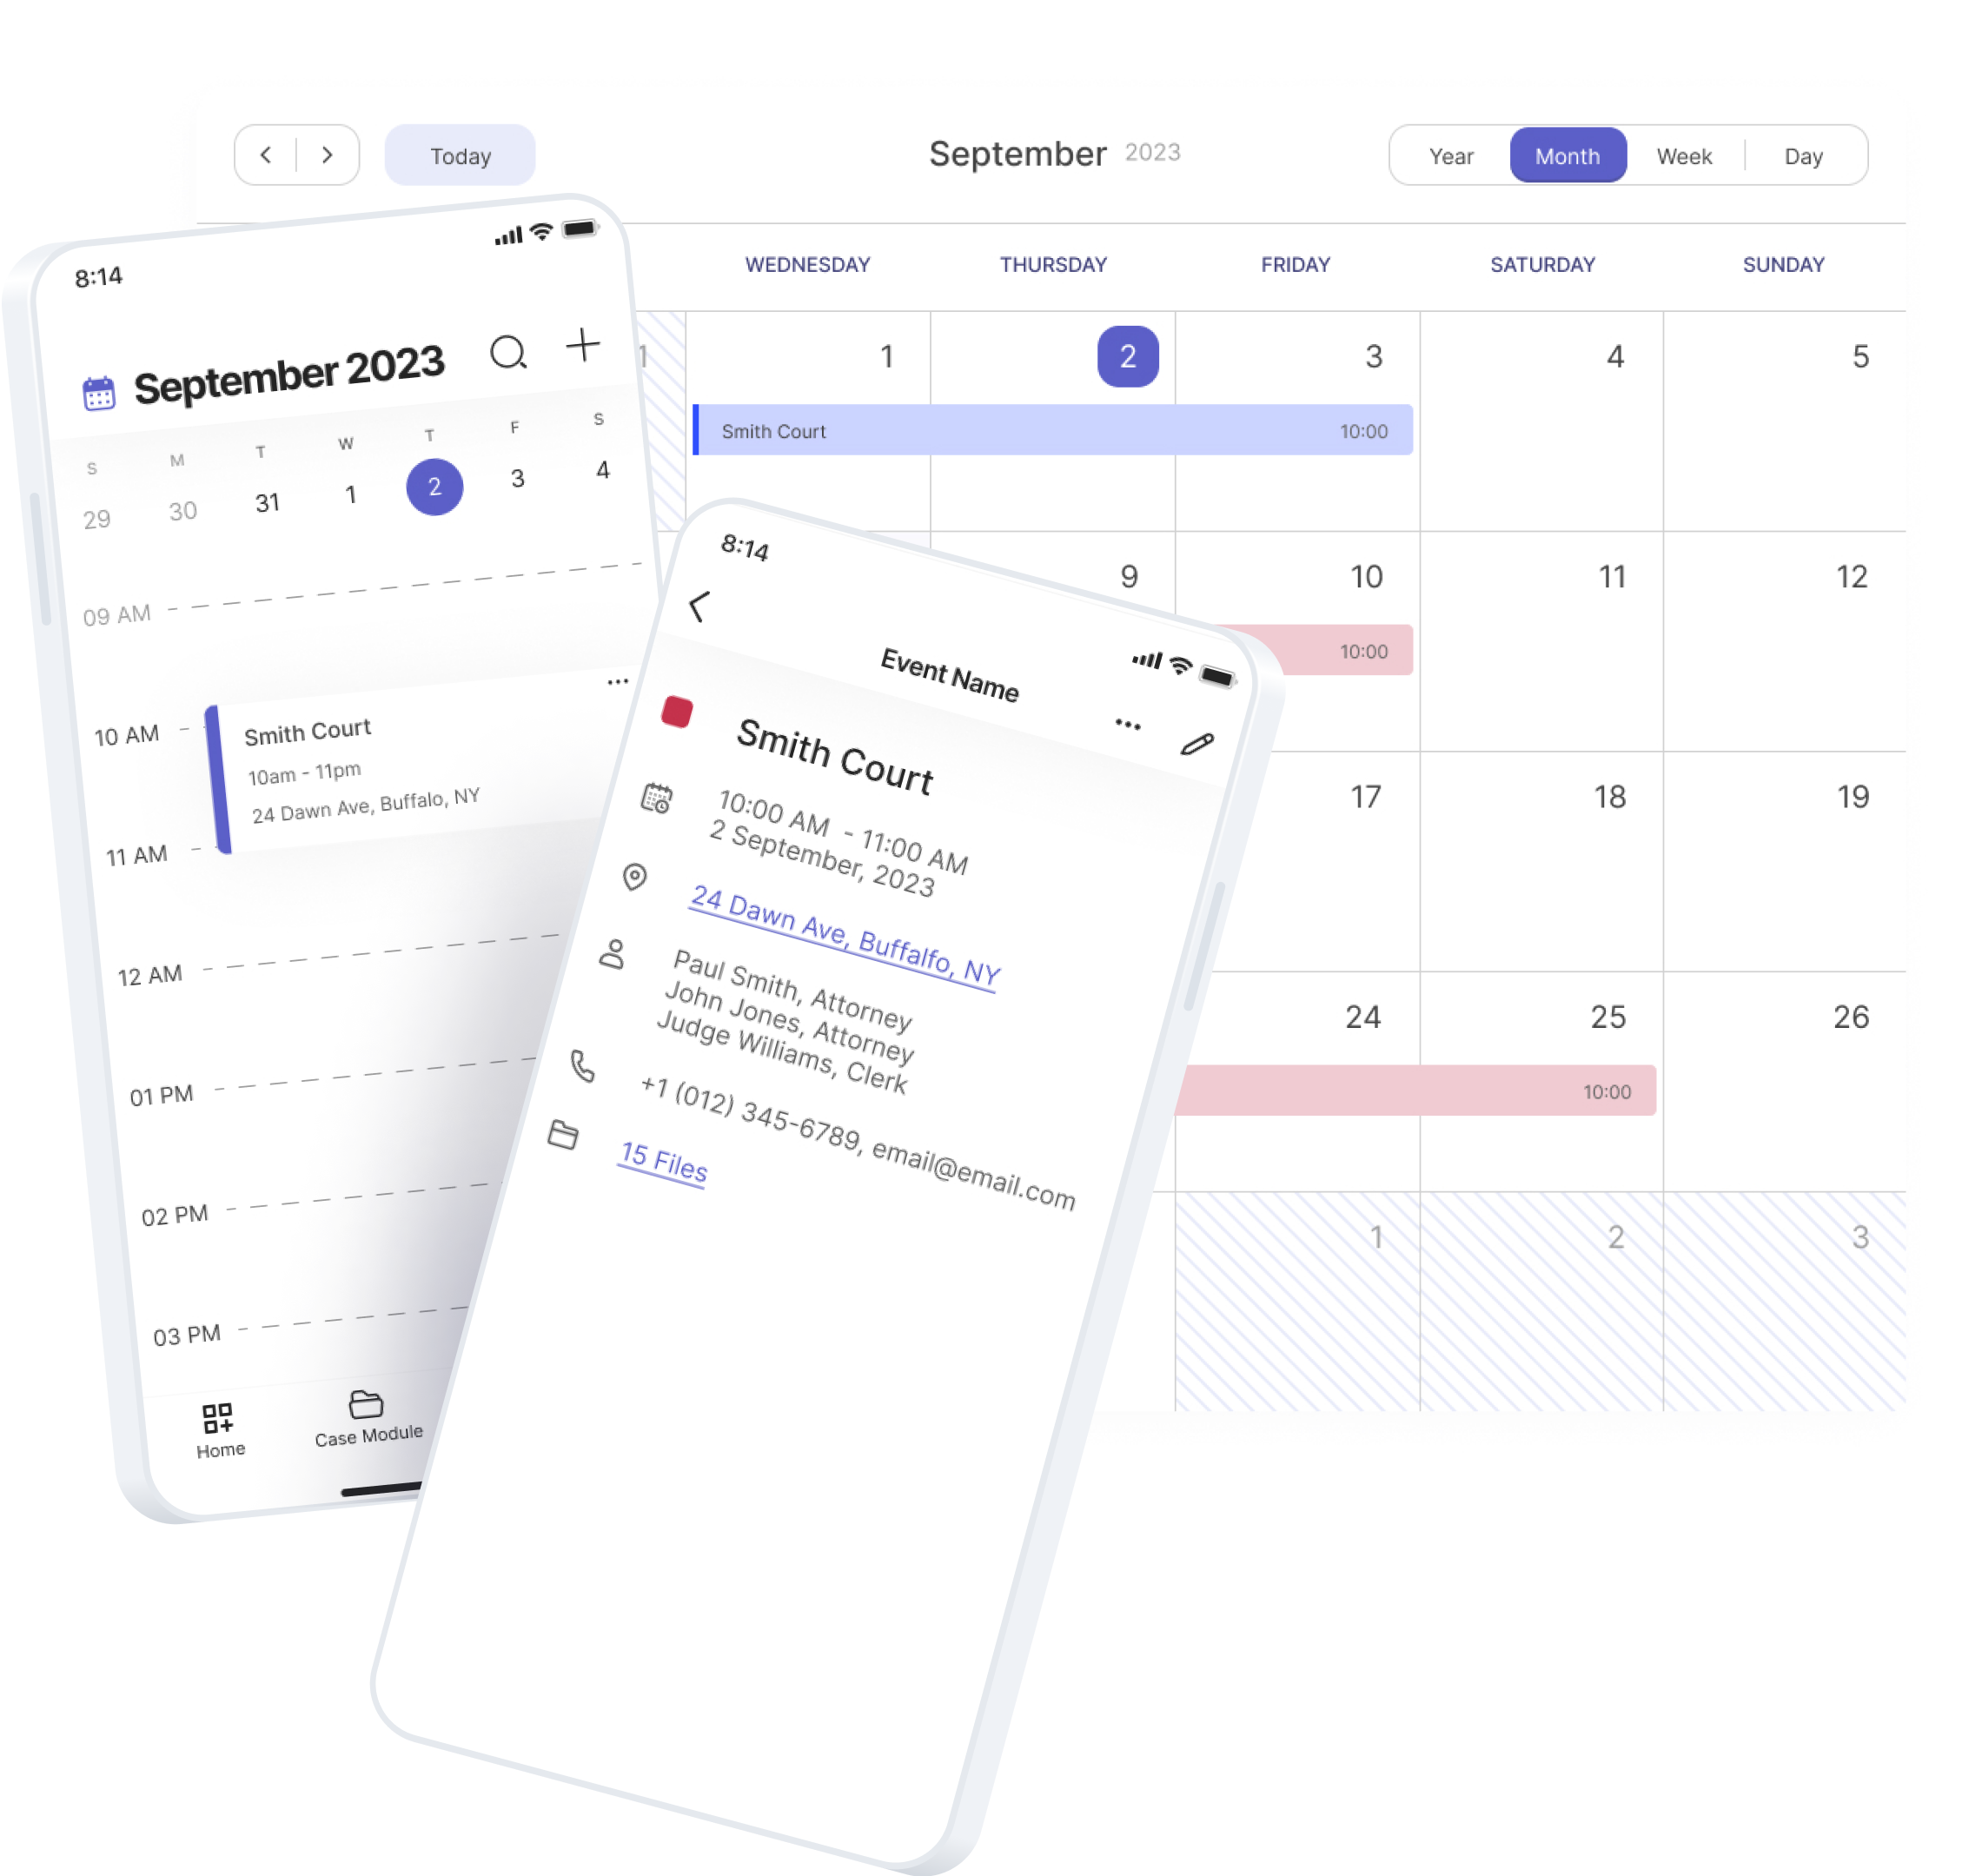 Today
September 2023
Year Month Week Day
WEDNESDAY THURSDAY FRIDAY SATURDAY SUNDAY
1 2 3 4 5
Smith Court 10:00
9 10 11 12
10:00
17 18 19
24 25 26
10:00
1 2 3
8:14
September 2023
S M T W T F S
29 30 31 1 2 3 4
09 AM
10 AM
Smith Court
10am - 11pm
24 Dawn Ave, Buffalo, NY
11 AM
12 AM
01 PM
02 PM
03 PM
Home
Case Module
8:14
Event Name
Smith Court
10:00 AM - 11:00 AM
2 September, 2023
24 Dawn Ave, Buffalfo, NY
Paul Smith, Attorney
John Jones, Attorney
Judge Williams, Clerk
+1 (012) 345-6789, email@email.com
15 Files